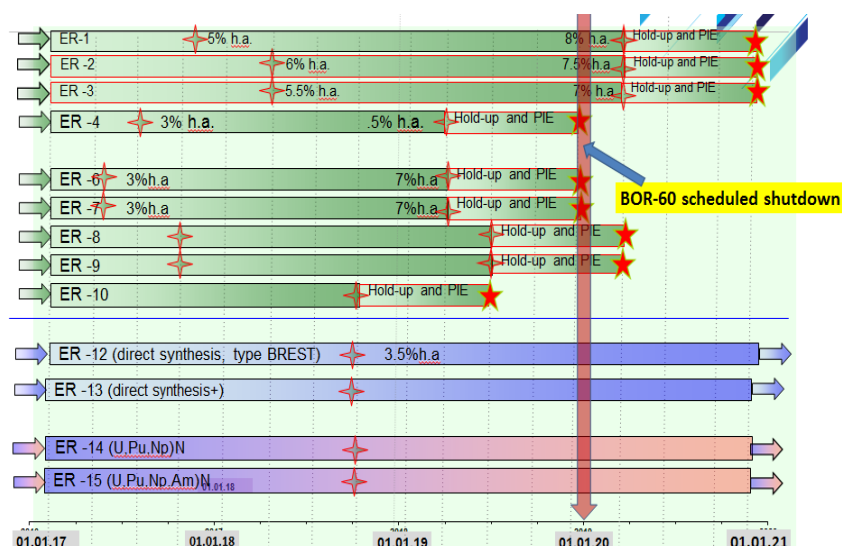 ER-1 5% h.a. 8% h.a. Hold-up and PIE
ER -2 6% h.a. 7.5%h.a. Hold-up and PIE
ER -3 5.5% h.a. 7% h.a. Hold-up and PIE
ER -4 3% h.a. .5% h.a. Hold-up and PIE
ER -6 3%h.a 7%h.a Hold-up and PIE
ER -7 3%h.a 7%h.a Hold-up and PIE
BOR-60 scheduled shutdown
ER -8 Hold-up and PIE
ER -9 Hold-up and PIE
ER -10 Hold-up and PIE
ER -12 (direct synthesis, type BREST) 3.5%h.a
ER -13 (direct synthesis+)
ER -14 (U,Pu,Np)N
ER -15 (U,Pu,Np,Am)N 01.01.18
01.01.17 01.01.18 01.01.19 01.01.20 01.01.21